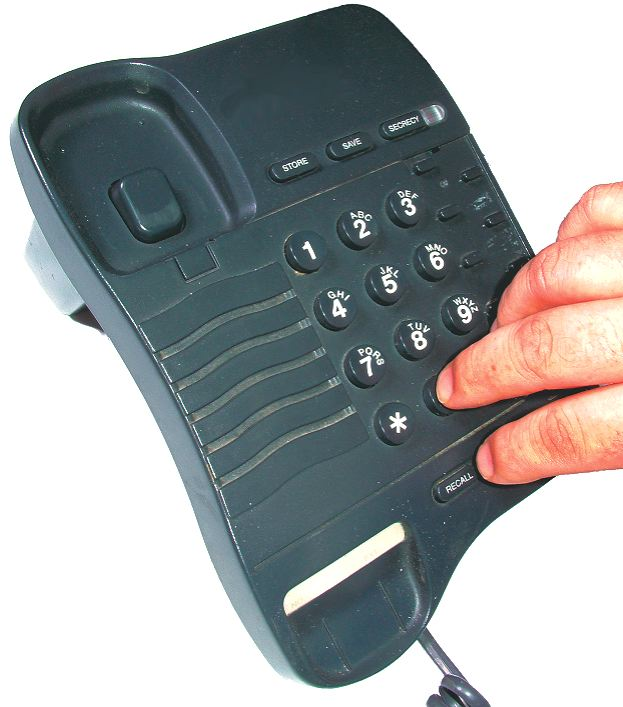 STORE SAVE SECRECY
1 ABC 2 DEF 3
GHI 4 JKL 5 MNO 6
PQRS 7 TUV 8 WXYZ 9
*
RECALL